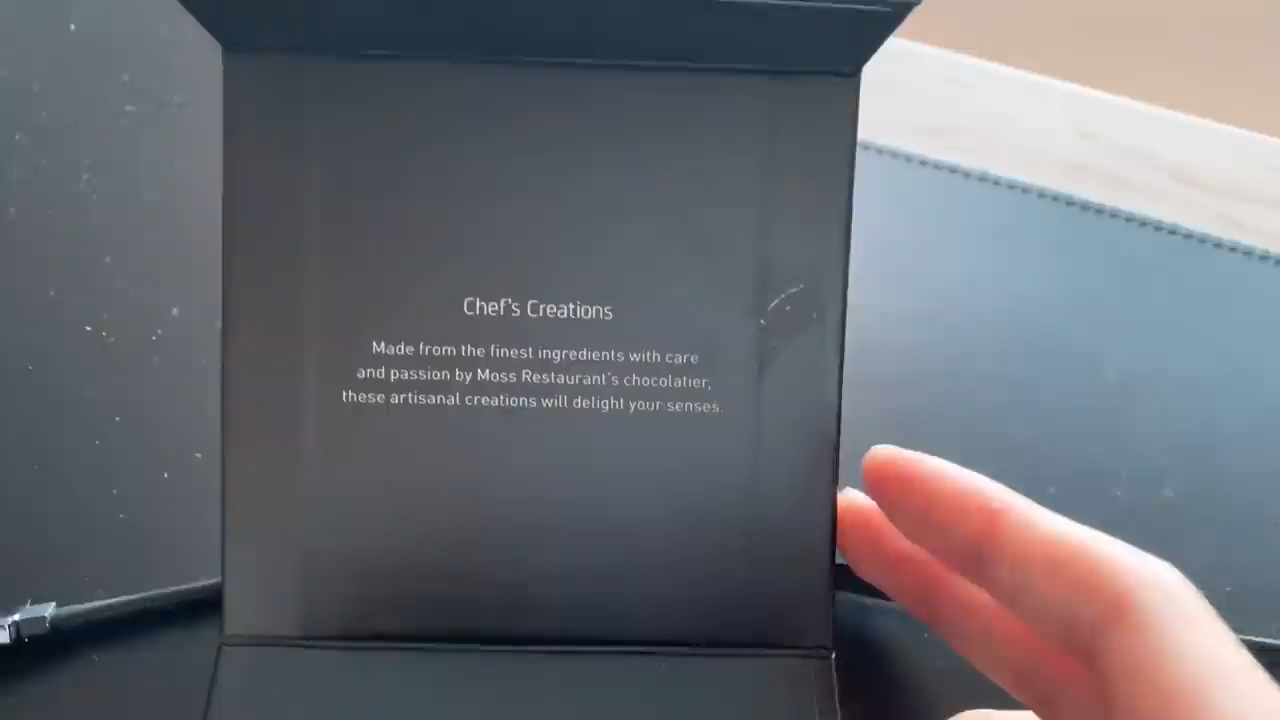 Chef's Creations
Made from the finest ingredients with care
and passion by Moss Restaurant's chocolatier,
these artisanal creations will delight your senses.